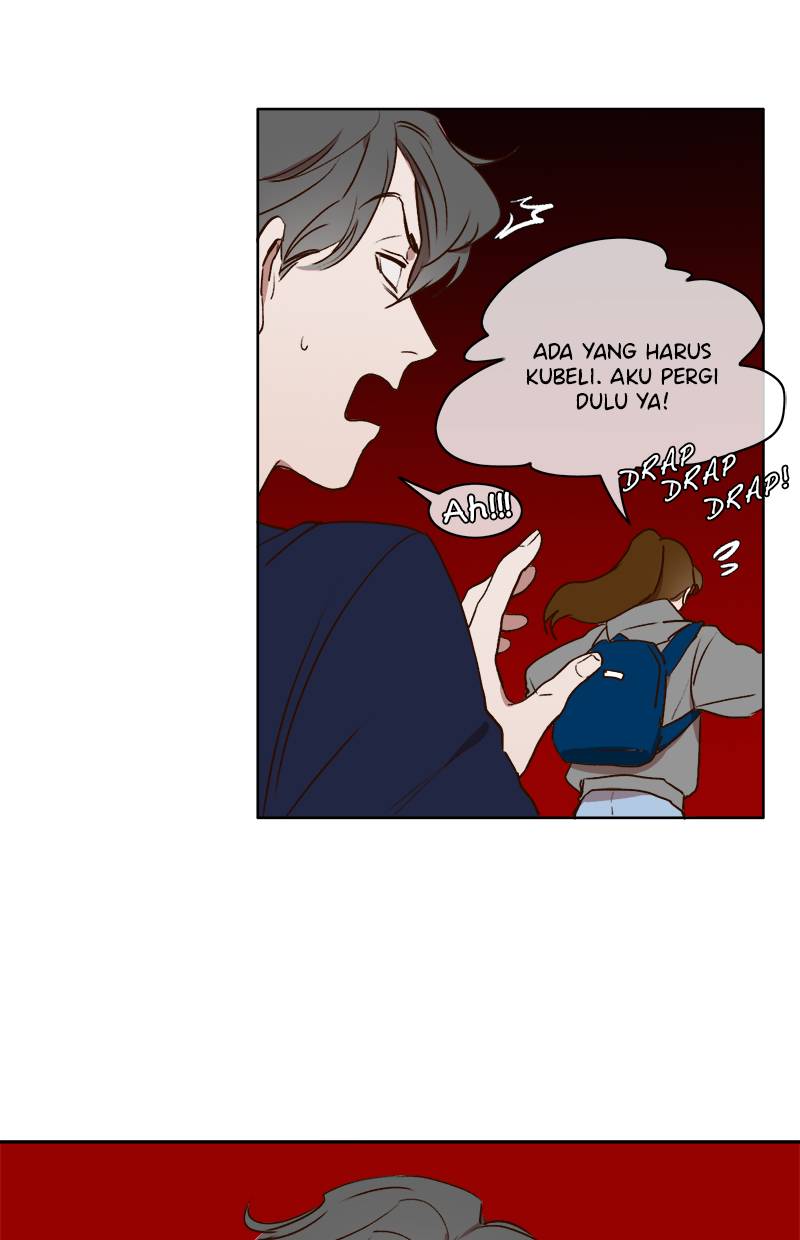 ADA YANG HARUS
KUBELI. AKU PERGI
DULU YA!
DRAP
DRAP
DRAP!
Ah!!!